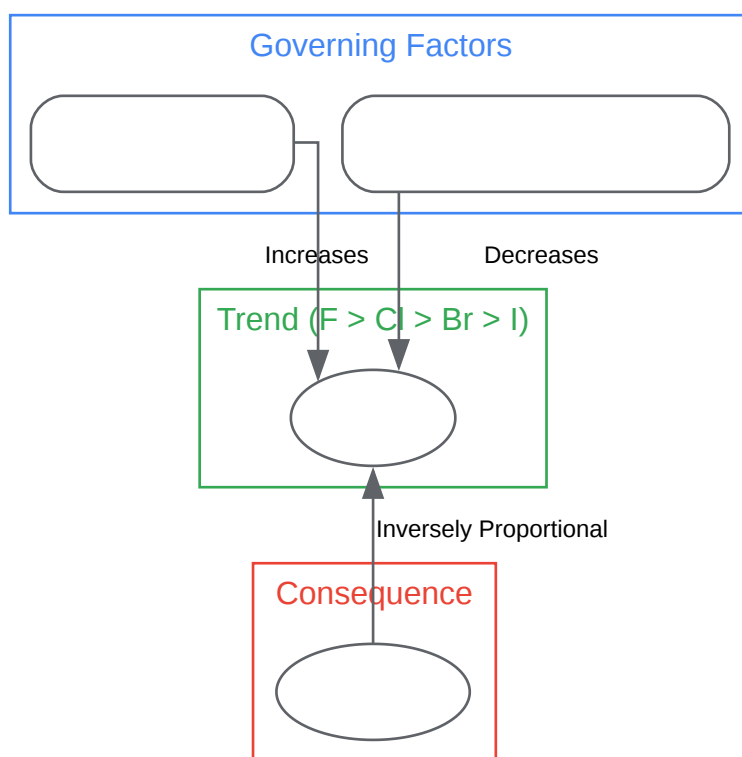 Governing Factors
Increases
Decreases
Trend (F > Cl > Br > I)
Inversely Proportional
Consequence